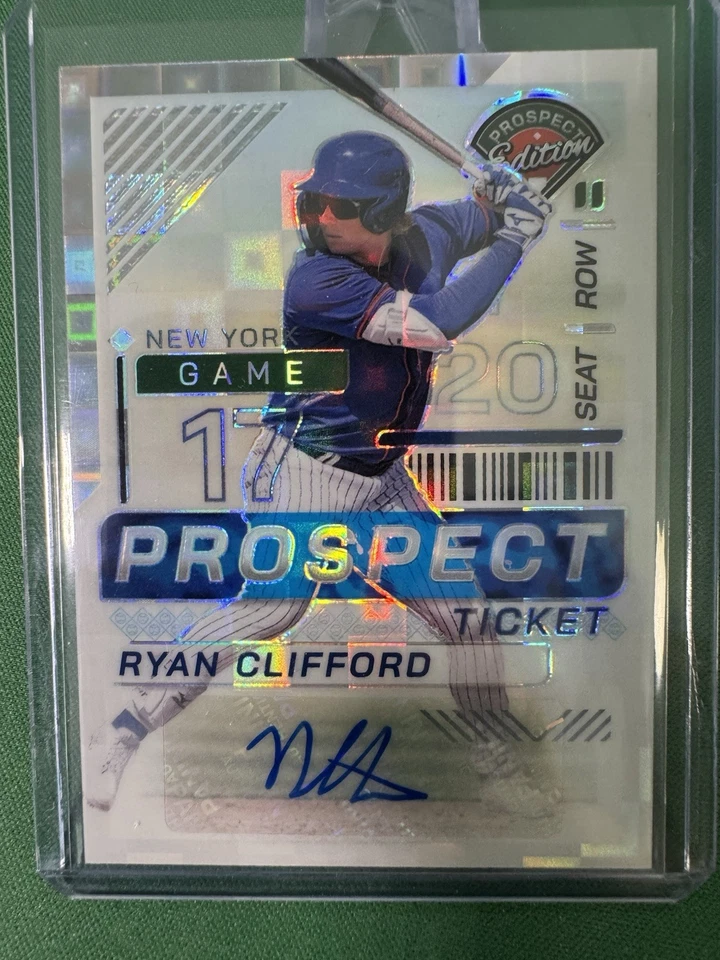 PROSPECT
Edition
ROW
SEAT
NEW YORK
GAME
20
17
PROSPECT
TICKET
RYAN CLIFFORD